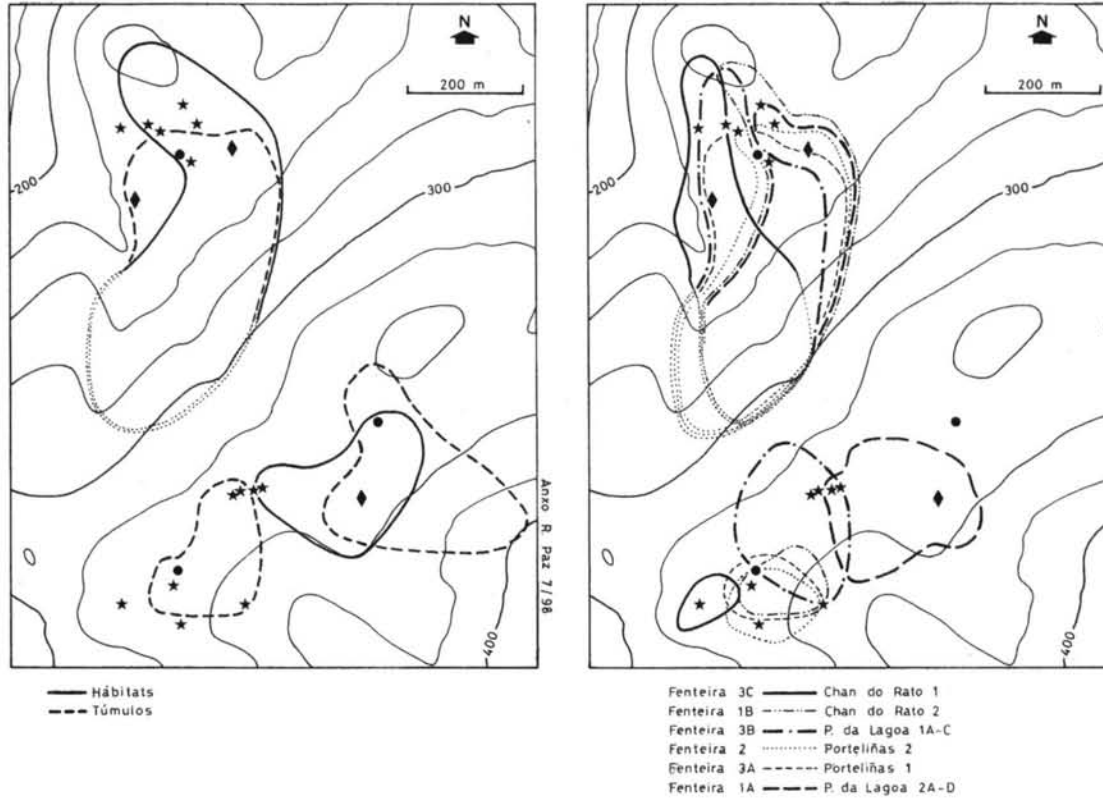 N
200 m
200
300
400
Anxo R. Paz 7/98
Hábitats
Túmulos
N
200 m
200
300
400
Fenteira 3C Chan do Rato 1
Fenteira 1B Chan do Rato 2
Fenteira 3B P. da Lagoa 1A-C
Fenteira 2 Porteliñas 2
Fenteira 3A Porteliñas 1
Fenteira 1A P. da Lagoa 2A-D